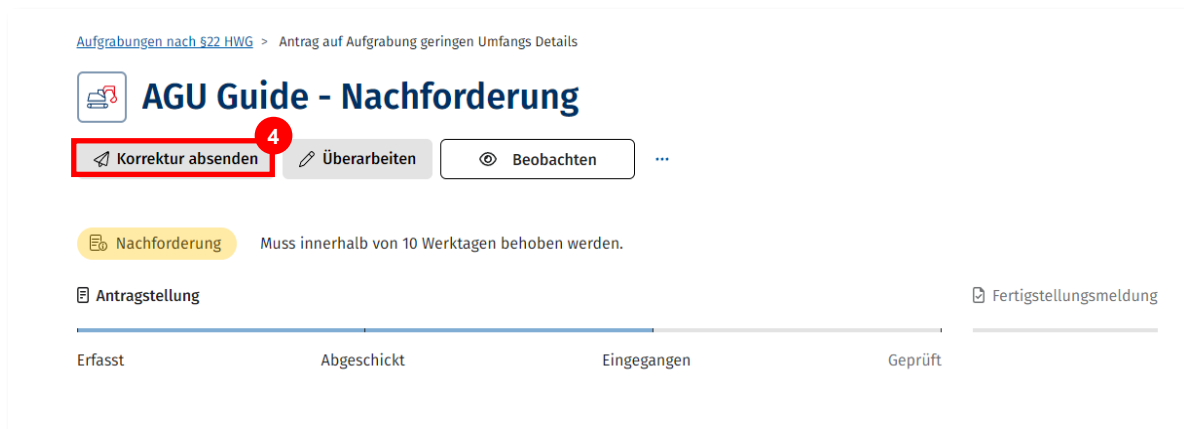 Aufgrabungen nach §22 HWG > Antrag auf Aufgrabung geringen Umfangs Details
AGU Guide - Nachforderung
4
Korrektur absenden Überarbeiten Beobachten ...
Nachforderung Muss innerhalb von 10 Werktagen behoben werden.
Antragstellung Fertigstellungsmeldung
Erfasst Abgeschickt Eingegangen Geprüft